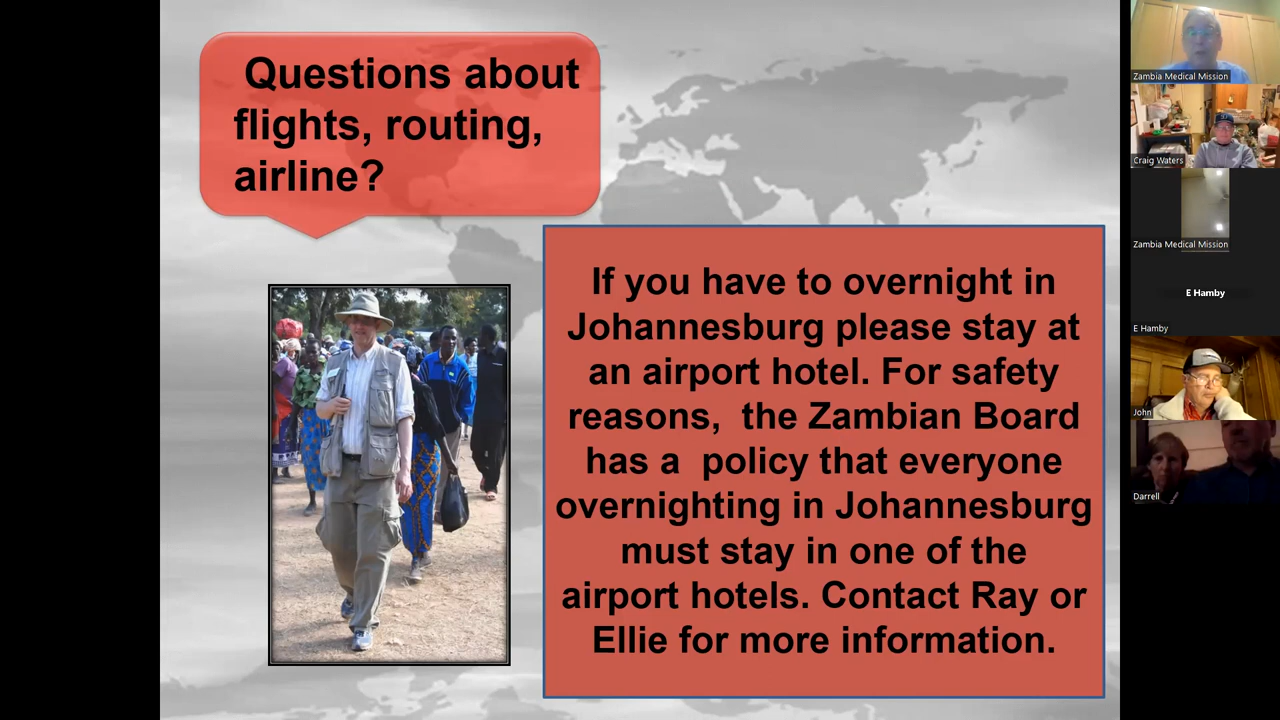 Questions about
flights, routing,
airline?
If you have to overnight in
Johannesburg please stay at
an airport hotel. For safety
reasons,  the Zambian Board
has a  policy that everyone
overnighting in Johannesburg
must stay in one of the
airport hotels. Contact Ray or
Ellie for more information.
Zambia Medical Mission
Craig Waters
Zambia Medical Mission
E Hamby
E Hamby
John
Darrell